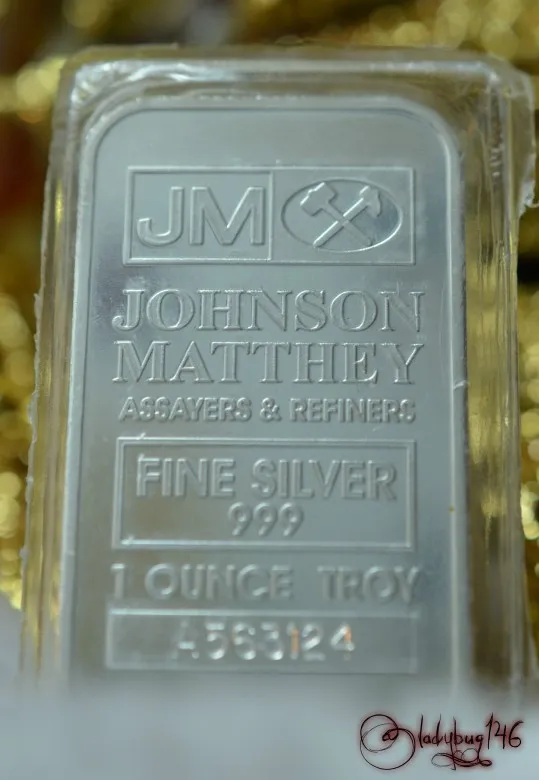 JM
JOHNSON
MATTHEY
ASSAYERS & REFINERS
FINE SILVER
999
1 OUNCE TROY
A563124
@ladybug146